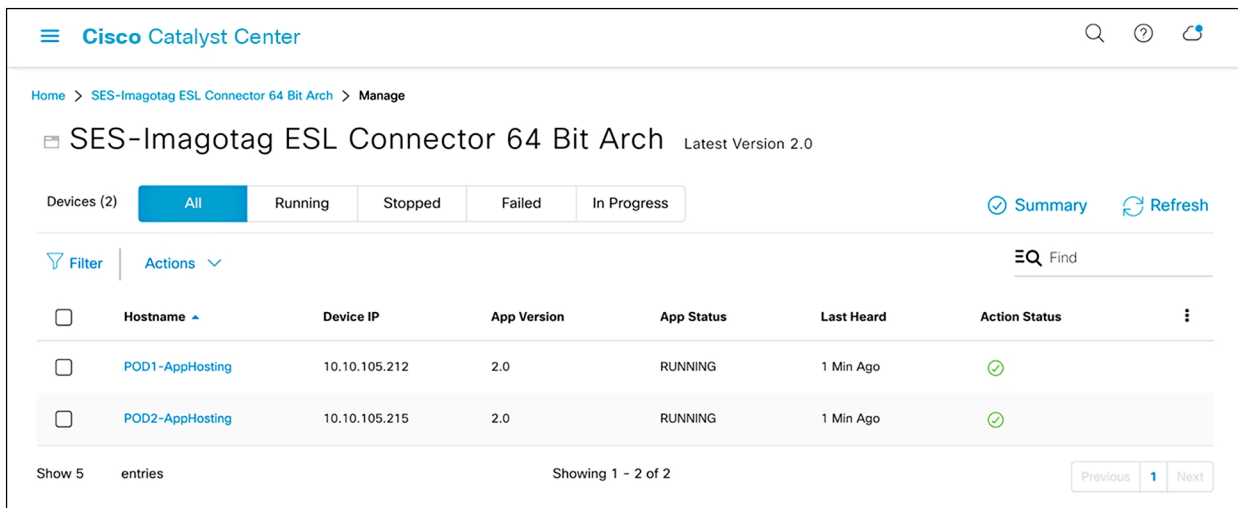 Cisco Catalyst Center
Home > SES-Imagotag ESL Connector 64 Bit Arch > Manage
SES-Imagotag ESL Connector 64 Bit Arch Latest Version 2.0
Devices (2) All Running Stopped Failed In Progress Summary Refresh
Filter Actions Find
Hostname Device IP App Version App Status Last Heard Action Status
POD1-AppHosting 10.10.105.212 2.0 RUNNING 1 Min Ago
POD2-AppHosting 10.10.105.215 2.0 RUNNING 1 Min Ago
Show 5 entries Showing 1 - 2 of 2 Previous 1 Next